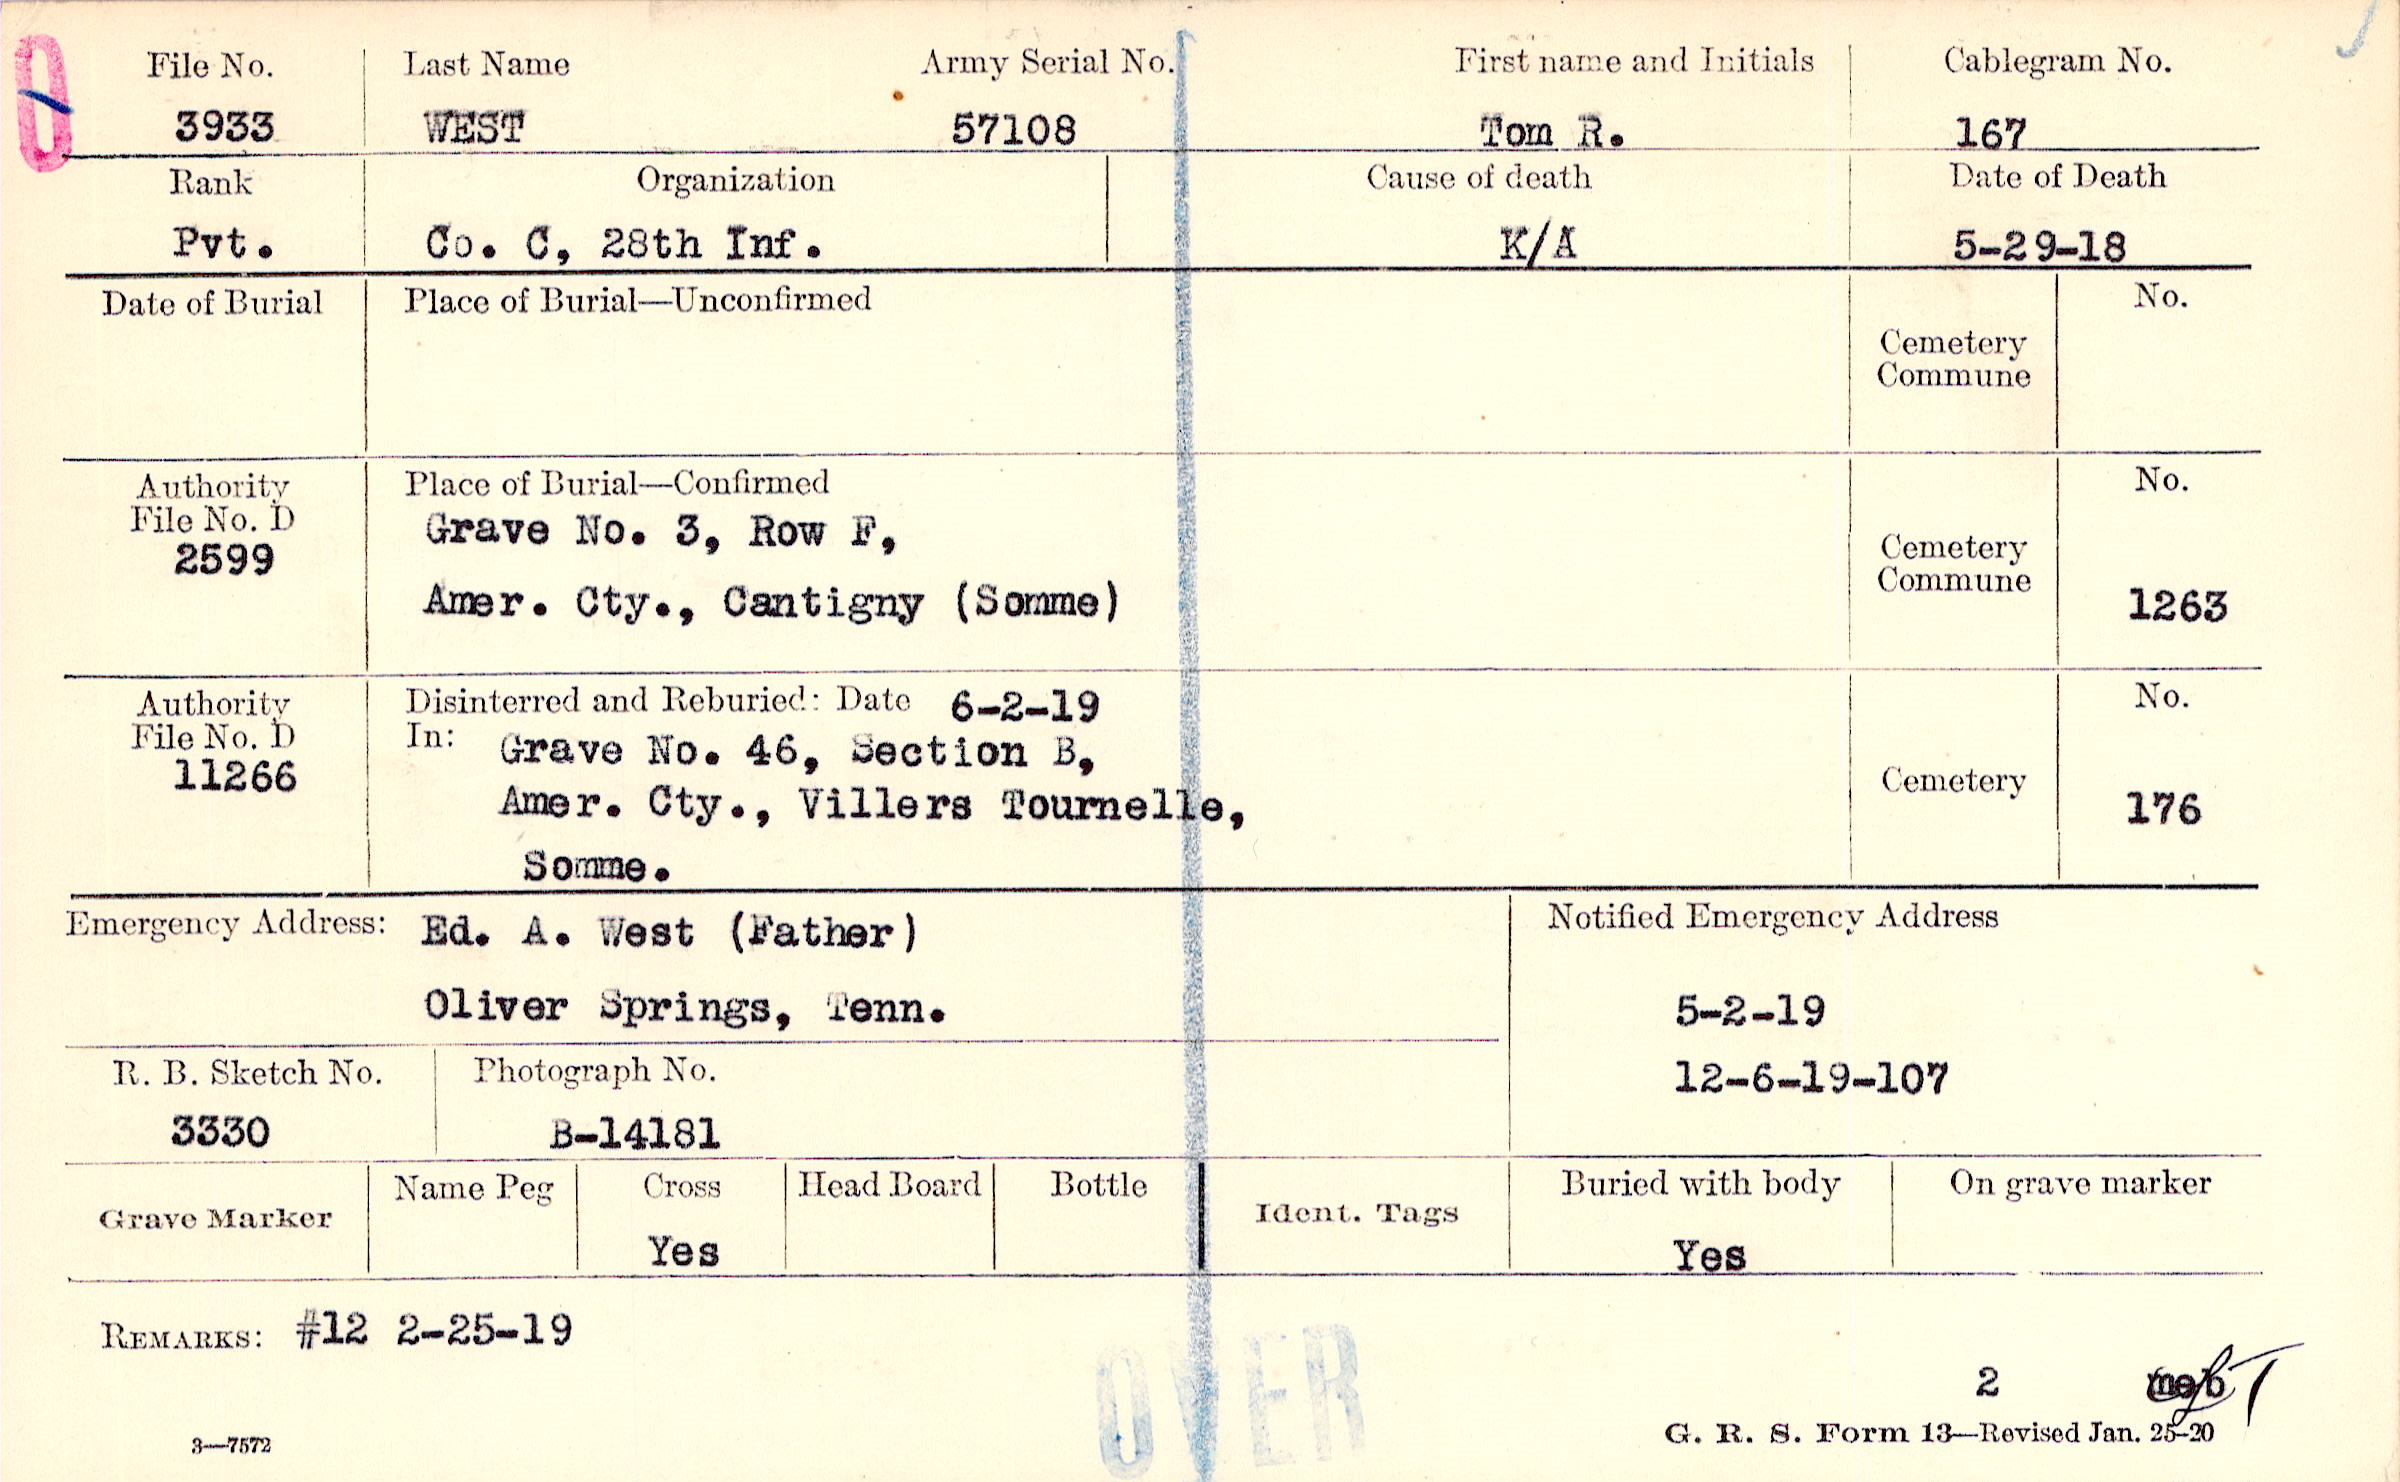 File No. Last Name Army Serial No. First name and Initials Cablegram No.
3933 WEST 57108 Tom R. 167
Rank Organization Cause of death Date of Death
Pvt. Co. C, 28th Inf. K/A 5-29-18
Date of Burial Place of Burial—Unconfirmed No.
Cemetery
Commune
Authority Place of Burial—Confirmed No.
File No. D Grave No. 3, Row F, Cemetery
2599 Amer. Cty., Cantigny (Somme) Commune 1263
Authority Disinterred and Reburied: Date 6-2-19 No.
File No. D In: Grave No. 46, Section B,
11266 Amer. Cty., Villers Tournelle, Cemetery 176
Somme.
Emergency Address: Ed. A. West (Father) Notified Emergency Address
Oliver Springs, Tenn. 5-2-19
R. B. Sketch No. Photograph No. 12-6-19-107
3330 B-14181
Grave Marker Name Peg Cross Head Board Bottle Ident. Tags Buried with body On grave marker
Yes Yes
REMARKS: #12 2-25-19
OVER
2 meb
3—7572 G. R. S. Form 13—Revised Jan. 25-20